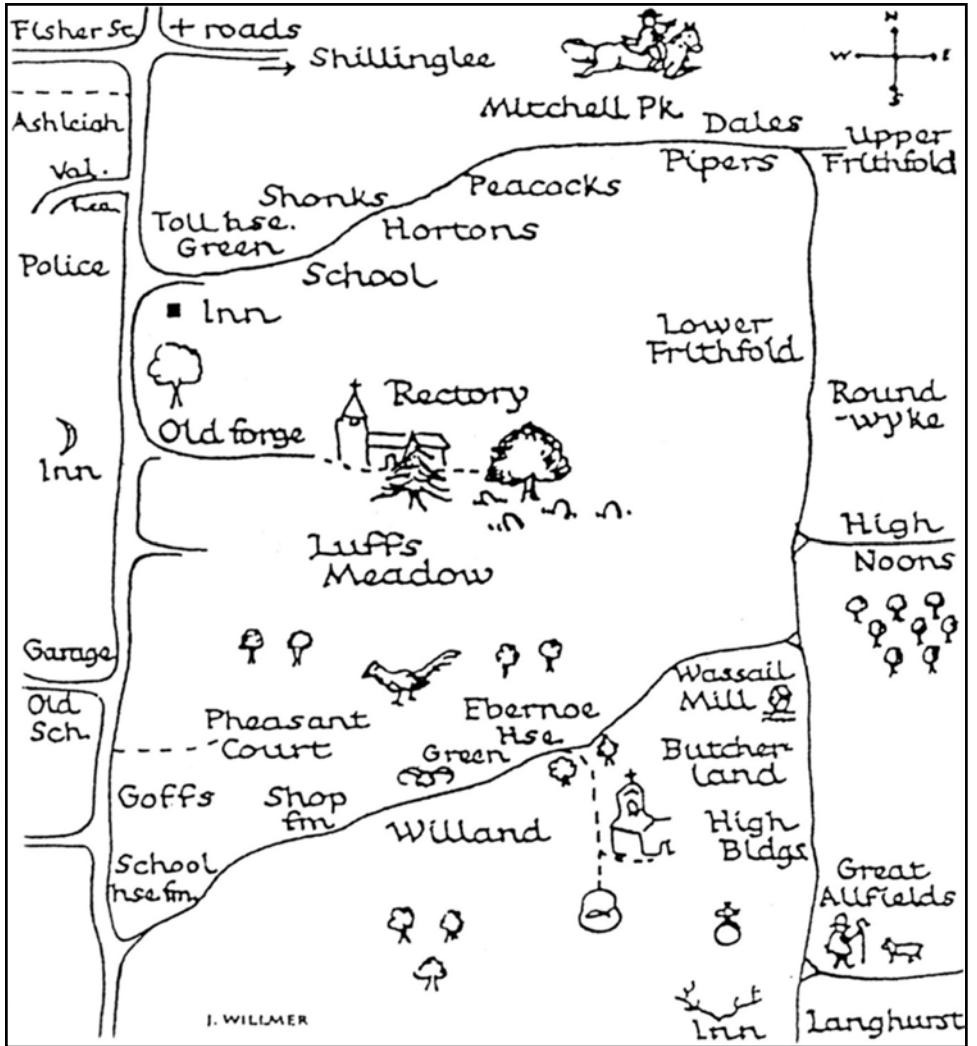 Fisher St.
+ roads
Shillinglee
N
W
E
S
Mitchell Pk
Dales
Upper
Frithfold
Pipers
Ashleigh
Val.
Lea
Shonks
Peacocks
Toll hse.
Green
Hortons
Police
School
Inn
Lower
Frithfold
Rectory
Round
-wyke
Old forge
Inn
High
Noons
Luffs
Meadow
Garage
Old
Sch.
Wassail
Mill
Pheasant
Court
Ebernoe
Hse
Green
Butcher-
land
Goffs
Shop
fm
Willand
High
Bldgs
School
hse fm.
Great
Allfields
Inn
Langhurst
J. WILLMER